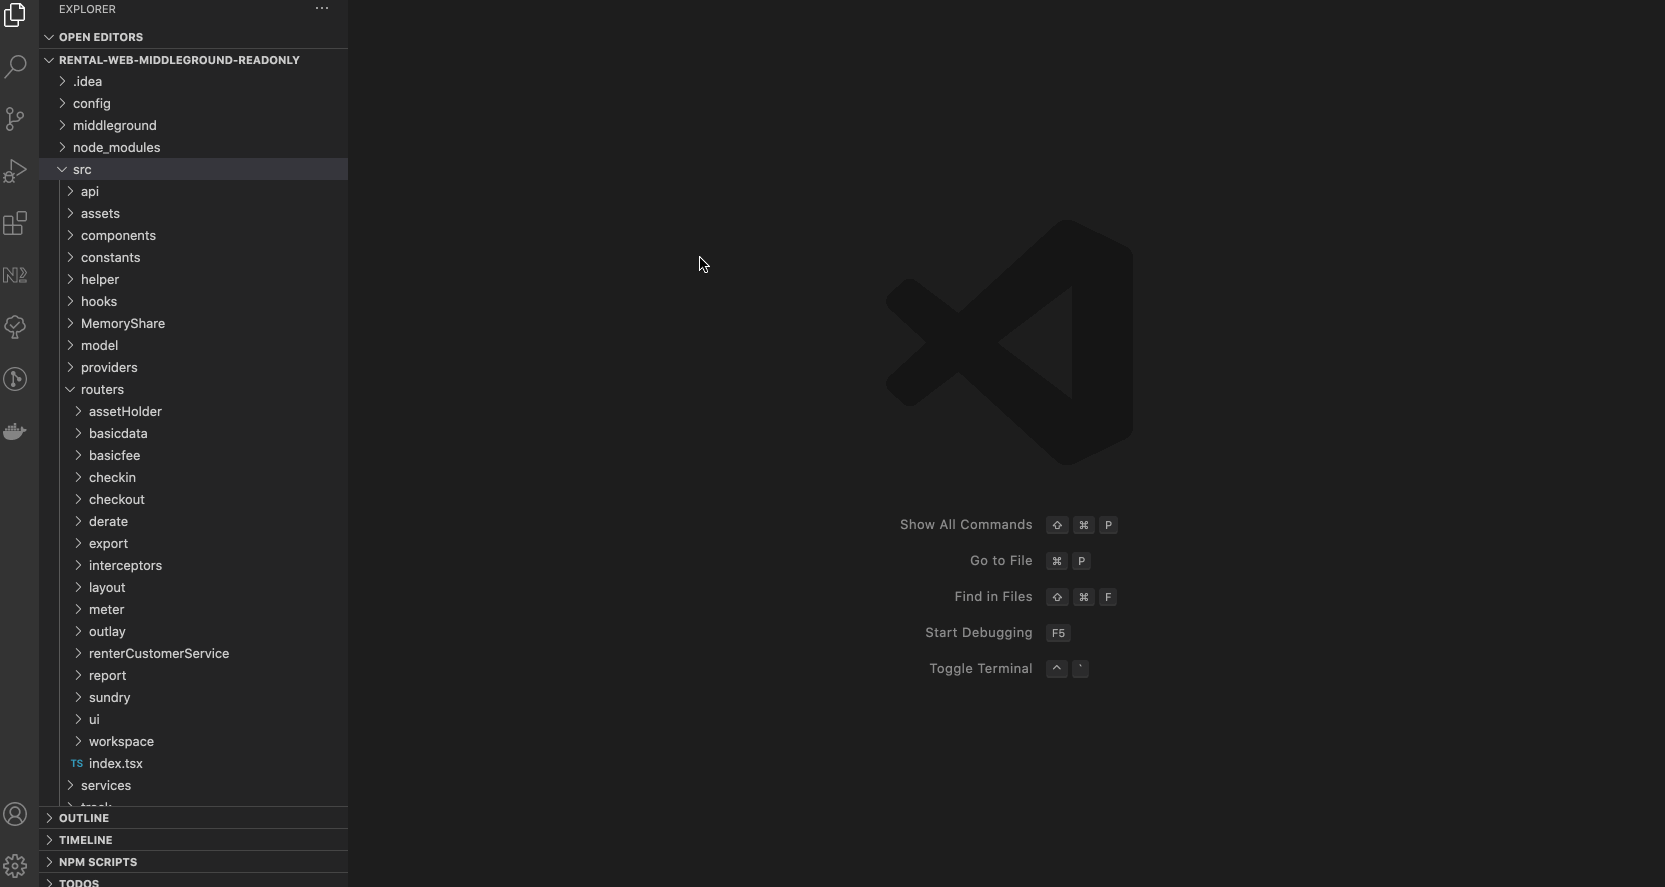 EXPLORER
OPEN EDITORS
RENTAL-WEB-MIDDLEGROUND-READONLY
.idea
config
middleground
node_modules
src
api
assets
components
constants
helper
hooks
MemoryShare
model
providers
routers
assetHolder
basicdata
basicfee
checkin
checkout
derate
export
interceptors
layout
meter
outlay
renterCustomerService
report
sundry
ui
workspace
TS index.tsx
services
OUTLINE
TIMELINE
NPM SCRIPTS
TODOS
Show All Commands ⇧ ⌘ P
Go to File ⌘ P
Find in Files ⇧ ⌘ F
Start Debugging F5
Toggle Terminal ^ `